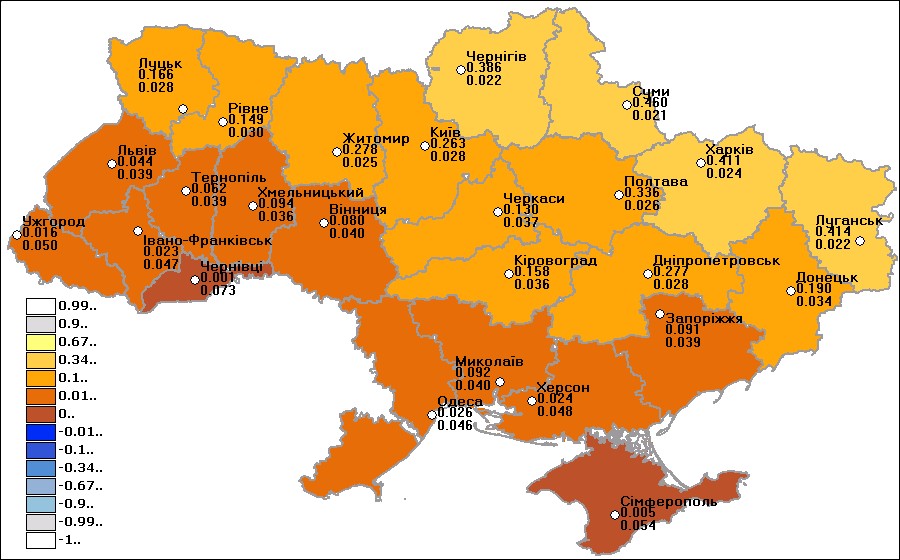 Чернігів
0.386
0.022
Луцьк
0.166
0.028
Суми
0.460
0.021
Рівне
0.149
0.030
Житомир
0.278
0.025
Київ
0.263
0.028
Харків
0.411
0.024
Львів
0.044
0.039
Тернопіль
0.062
0.039
Хмельницький
0.094
0.036
Полтава
0.336
0.026
Черкаси
0.130
0.037
Вінниця
0.080
0.040
Ужгород
0.016
0.050
Луганськ
0.414
0.022
Івано-Франківськ
0.023
0.047
Чернівці
0.001
0.073
Кіровоград
0.158
0.036
Дніпропетровськ
0.277
0.028
Донецьк
0.190
0.034
Запоріжжя
0.091
0.039
Миколаїв
0.092
0.040
Херсон
0.024
0.048
Одеса
0.026
0.046
Сімферополь
0.005
0.054
0.99..
0.9..
0.67..
0.34..
0.1..
0.01..
0..
-0.01..
-0.1..
-0.34..
-0.67..
-0.9..
-0.99..
-1..